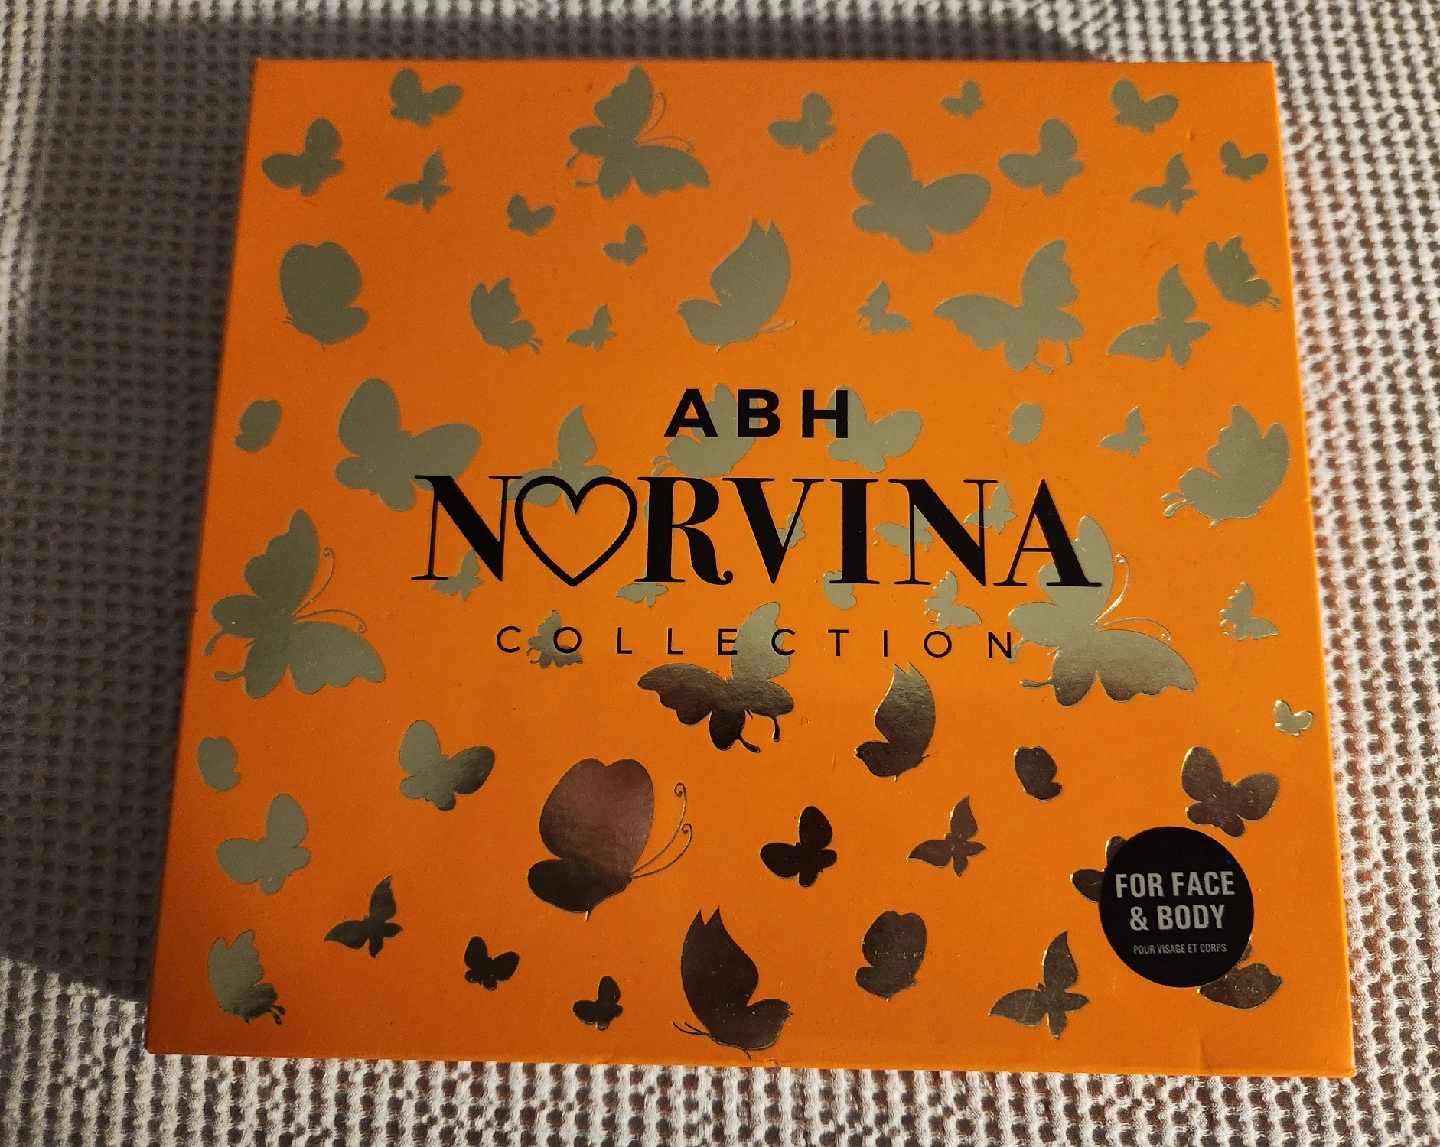 ABH
NORVINA
COLLECTION
FOR FACE
& BODY
POUR VISAGE ET CORPS